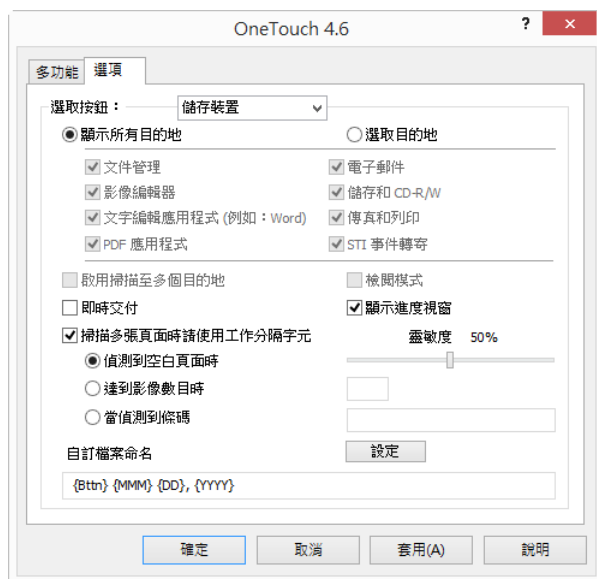 OneTouch 4.6
多功能 選項
選取按鈕： 儲存裝置
顯示所有目的地 選取目的地
文件管理 電子郵件
影像編輯器 儲存和 CD-R/W
文字編輯應用程式 (例如：Word) 傳真和列印
PDF 應用程式 STI 事件轉寄
啟用掃描至多個目的地 檢閱模式
即時交付 顯示進度視窗
掃描多張頁面時請使用工作分隔字元 靈敏度 50%
偵測到空白頁面時
達到影像數目時
當偵測到條碼
自訂檔案命名 設定
{Bttn} {MMM} {DD}, {YYYY}
確定 取消 套用(A) 說明